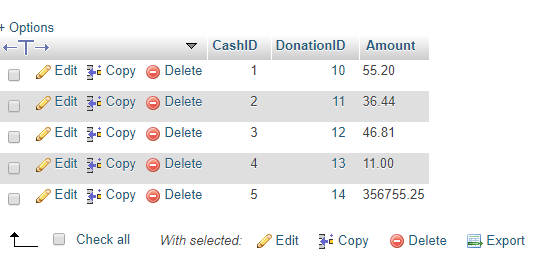 + Options
←T→ CashID DonationID Amount
Edit Copy Delete 1 10 55.20
Edit Copy Delete 2 11 36.44
Edit Copy Delete 3 12 46.81
Edit Copy Delete 4 13 11.00
Edit Copy Delete 5 14 356755.25
Check all With selected: Edit Copy Delete Export